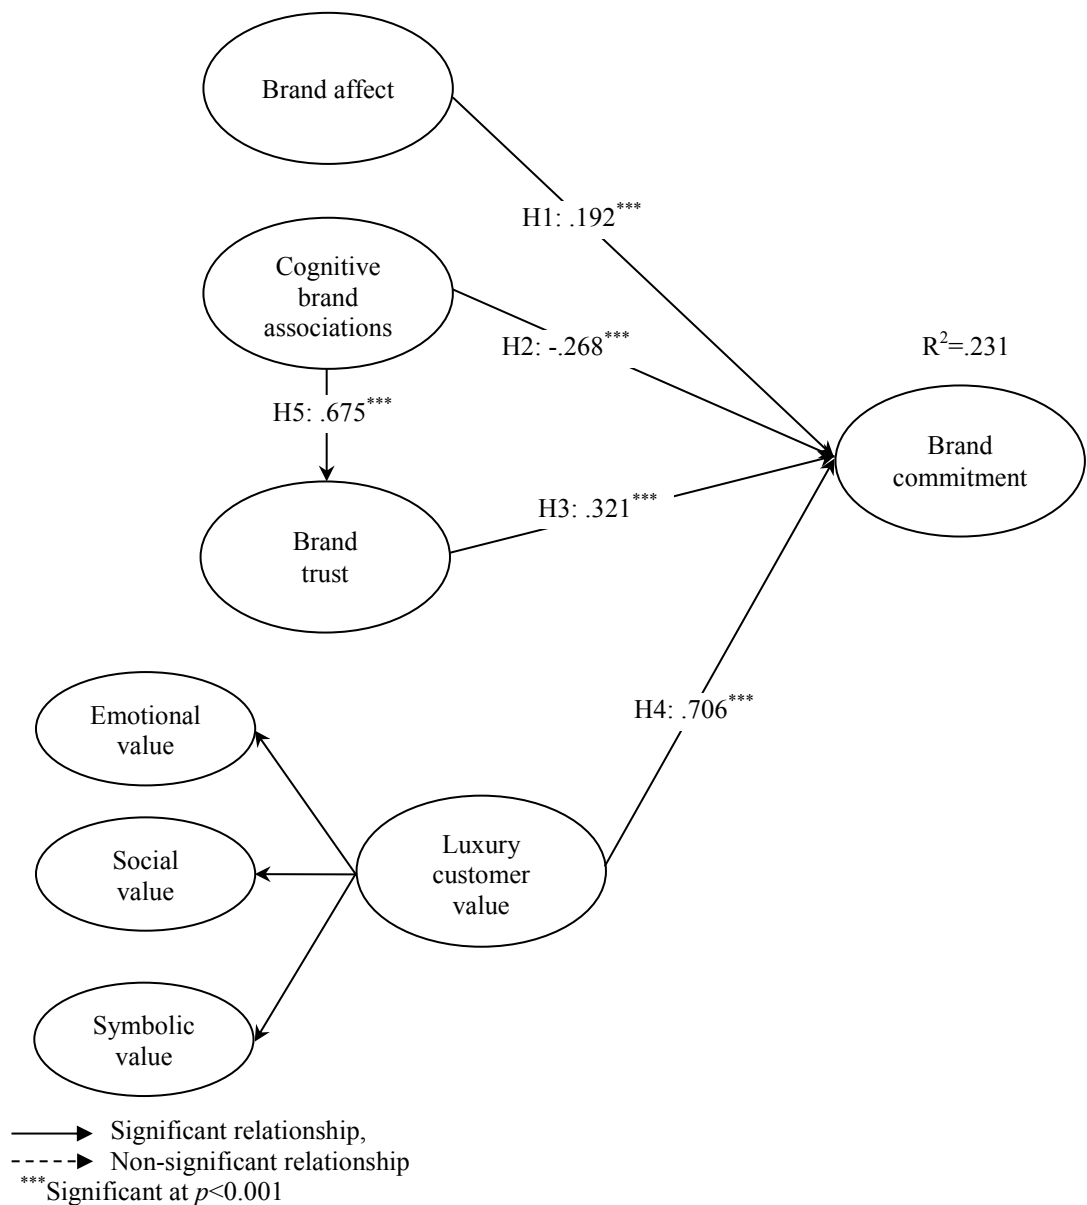 Brand affect
H1: .192***
Cognitive
brand
associations
H2: -.268***
R²=.231
H5: .675***
Brand
commitment
H3: .321***
Brand
trust
Emotional
value
H4: .706***
Social
value
Luxury
customer
value
Symbolic
value
Significant relationship,
Non-significant relationship
***Significant at p<0.001